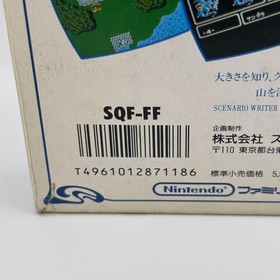 大きさを知り、ク
山を
SCENARIO WRITER
SQF-FF
企画制作
株式会社 ス
〒110 東京都台東
T4961012871186
標準小売価格 5,
Nintendo ファミリ